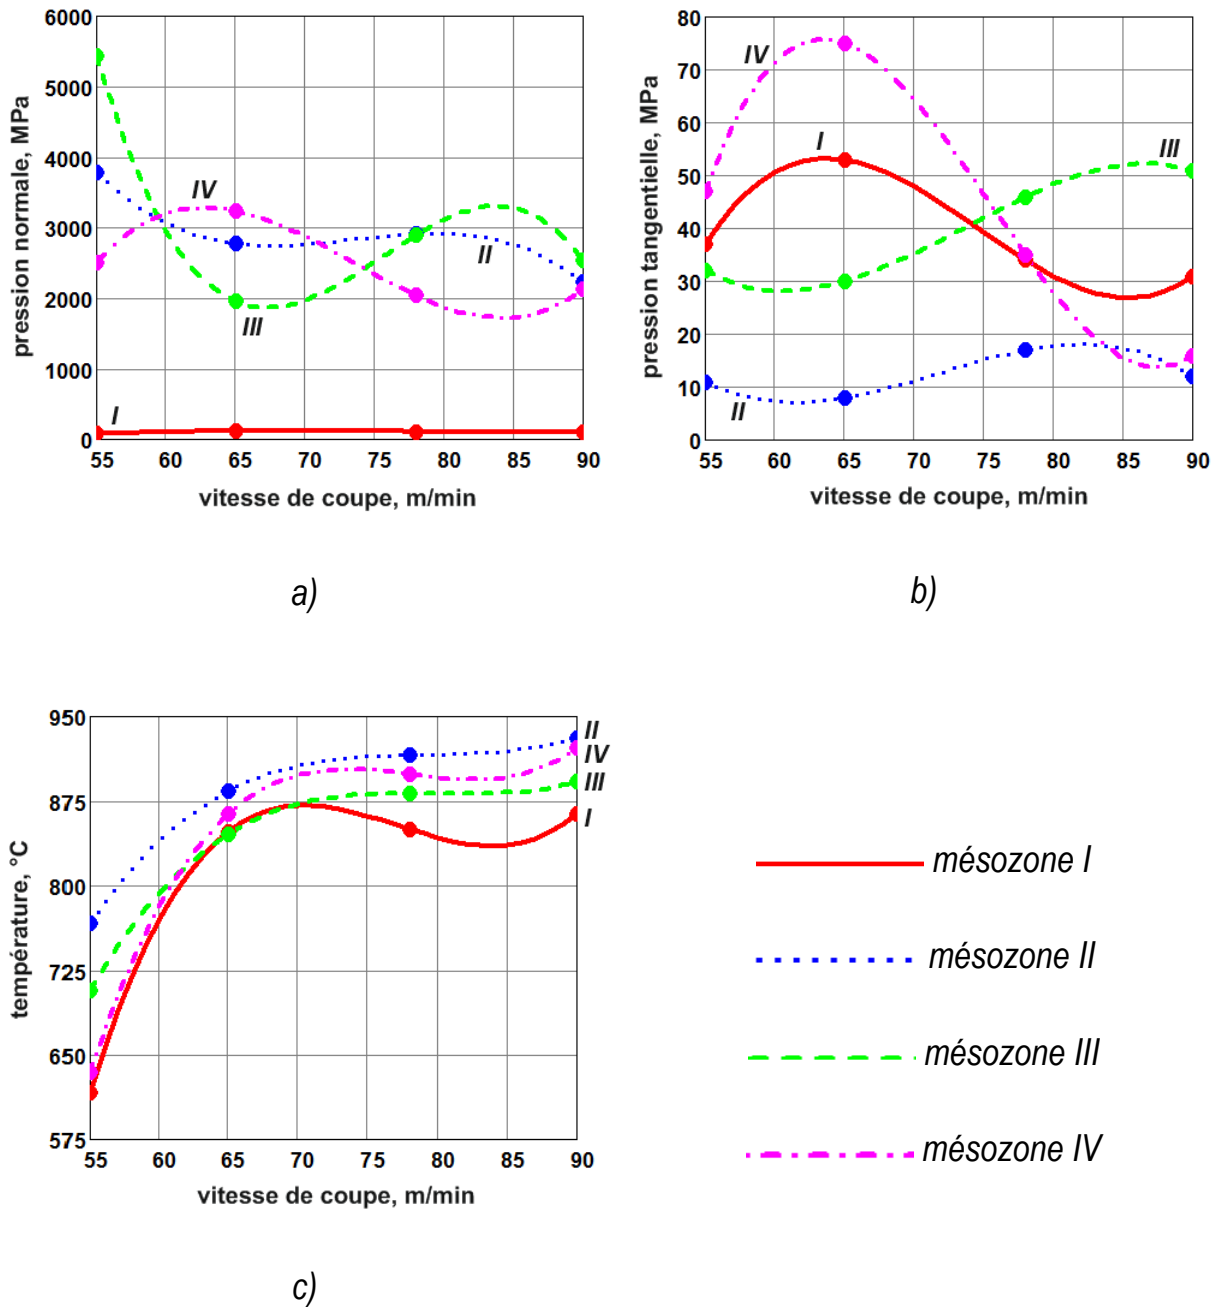 pression normale, MPa
6000
5000
4000
3000
2000
1000
0
IV
II
III
I
55 60 65 70 75 80 85 90
vitesse de coupe, m/min
a)
pression tangentielle, MPa
80
70
60
50
40
30
20
10
0
IV
I
III
II
55 60 65 70 75 80 85 90
vitesse de coupe, m/min
b)
température, °C
950
875
800
725
650
575
II
IV
III
I
55 60 65 70 75 80 85 90
vitesse de coupe, m/min
c)
mésozone I
mésozone II
mésozone III
mésozone IV